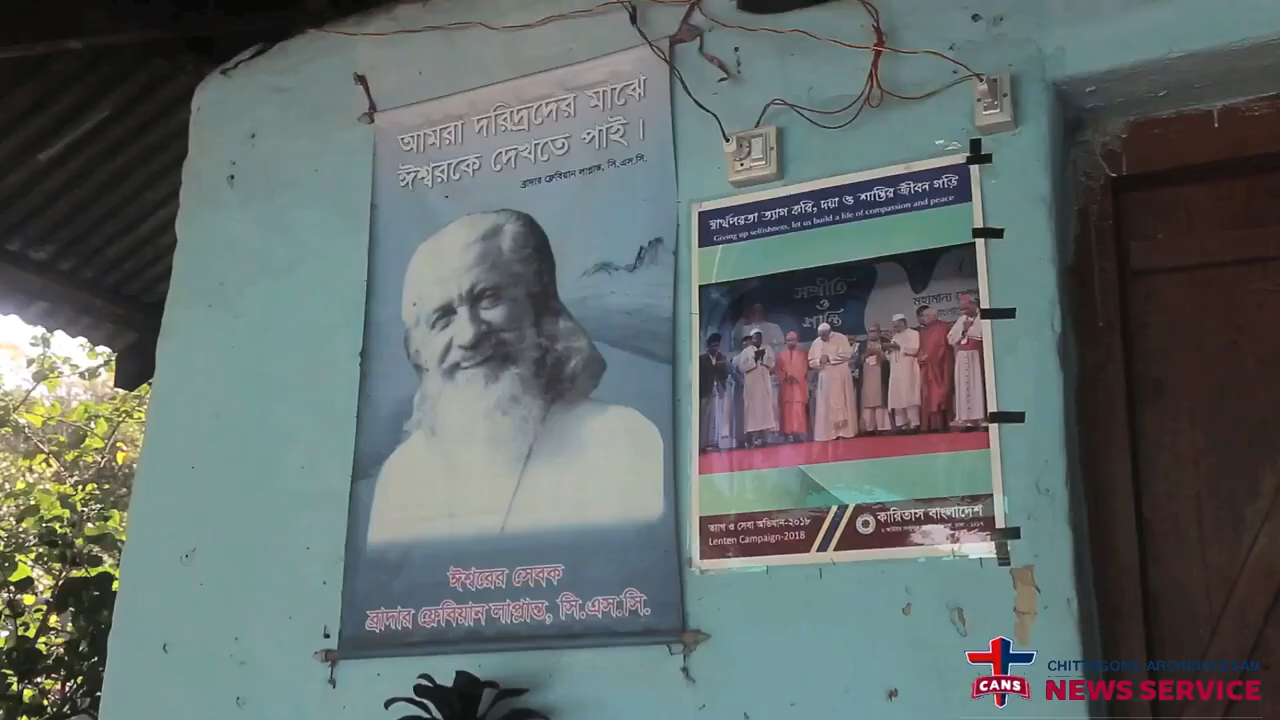 আমরা দরিদ্রদের মাঝে
ঈশ্বরকে দেখতে পাই।
ব্রাদার ফ্লেবিয়ান লাপ্লান্ত, সি.এস.সি.
ঈশ্বরের সেবক
ব্রাদার ফ্লেবিয়ান লাপ্লান্ত, সি.এস.সি.
স্বার্থপরতা ত্যাগ করি, দয়া ও শান্তির জীবন গড়ি
Giving up selfishness, let us build a life of compassion and peace
সম্প্রীতি
ও
শান্তি
মহামান্য
ত্যাগ ও সেবা অভিযান-২০১৮
Lenten Campaign-2018
কারিতাস বাংলাদেশ
CANS
CHITTAGONG ARCHDIOCESAN
NEWS SERVICE